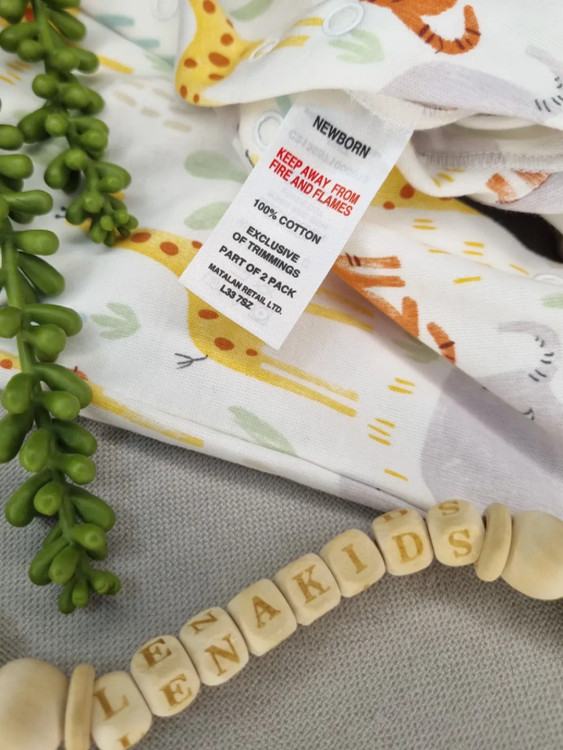 NEWBORN
KEEP AWAY FROM
FIRE AND FLAMES
100% COTTON
EXCLUSIVE
OF TRIMMINGS
PART OF 2 PACK
MATALAN RETAIL LTD.
L33 7SZ
LENAKIDS